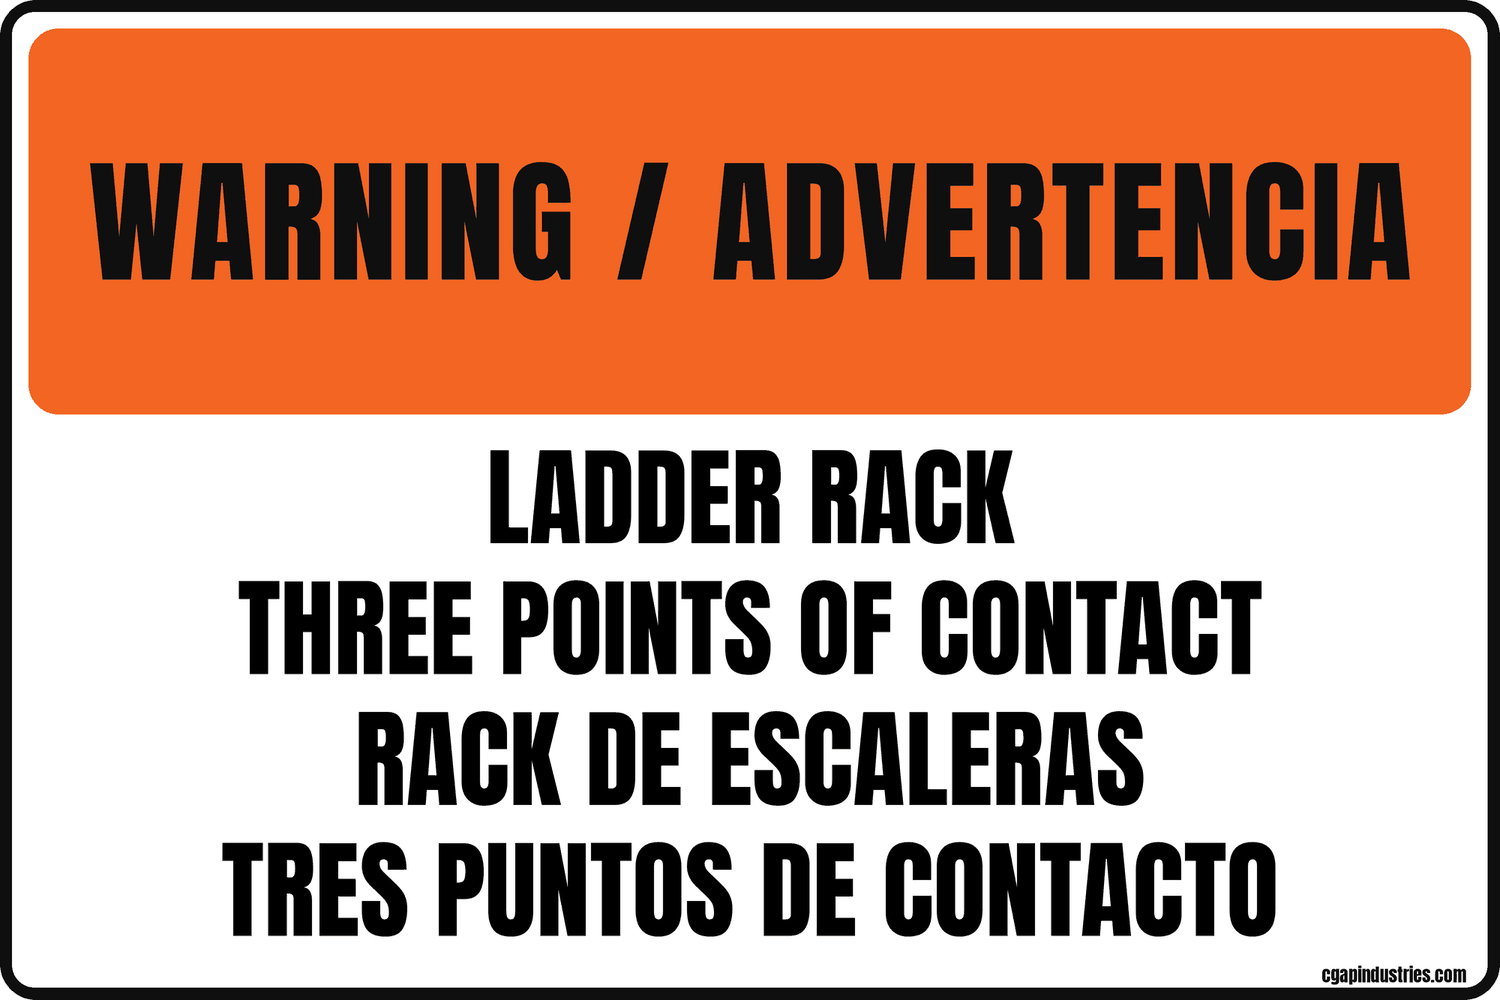 WARNING / ADVERTENCIA
LADDER RACK
THREE POINTS OF CONTACT
RACK DE ESCALERAS
TRES PUNTOS DE CONTACTO
cgapindustries.com